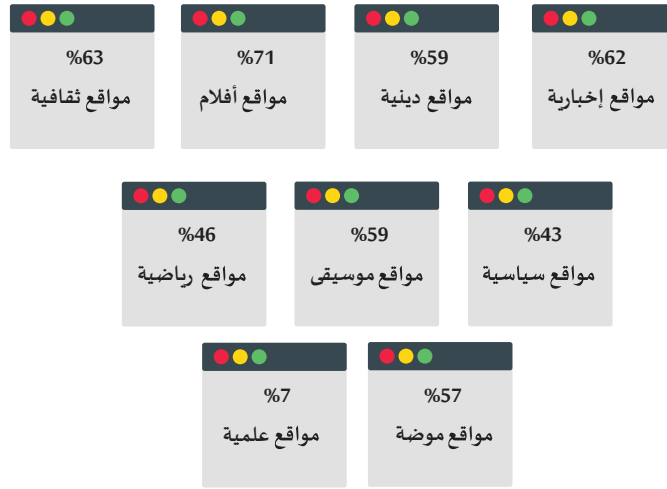 %62
مواقع إخبارية
%59
مواقع دينية
%71
مواقع أفلام
%63
مواقع ثقافية
%43
مواقع سياسية
%59
مواقع موسيقى
%46
مواقع رياضية
%57
مواقع موضة
%7
مواقع علمية